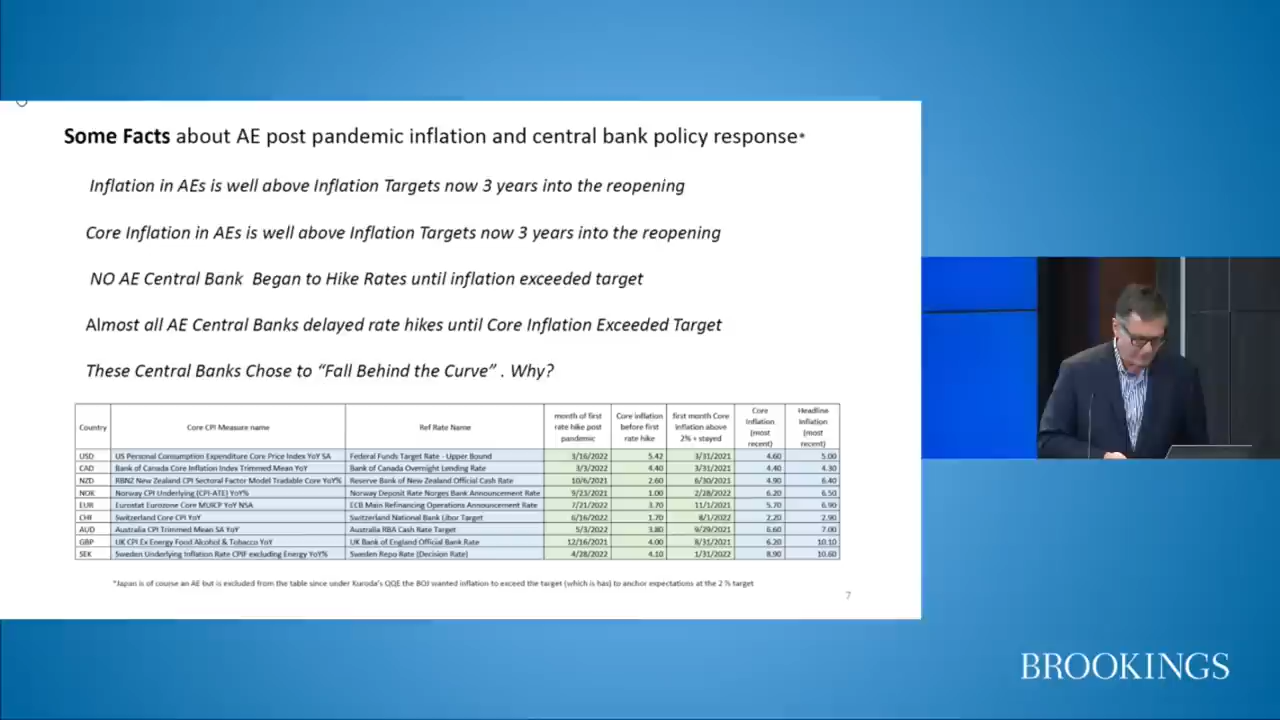 Some Facts about AE post pandemic inflation and central bank policy response*
Inflation in AEs is well above Inflation Targets now 3 years into the reopening
Core Inflation in AEs is well above Inflation Targets now 3 years into the reopening
NO AE Central Bank Began to Hike Rates until inflation exceeded target
Almost all AE Central Banks delayed rate hikes until Core Inflation Exceeded Target
These Central Banks Chose to “Fall Behind the Curve” . Why?
Country Core CPI Measure name Ref Rate Name month of first rate hike post pandemic Core inflation before first rate hike first month Core inflation above 2% + stayed Core Inflation (most recent) Headline Inflation (most recent)
USD US Personal Consumption Expenditure Core Price Index YoY SA Federal Funds Target Rate - Upper Bound 3/16/2022 5.42 3/31/2021 4.60 5.00
CAD Bank of Canada Core Inflation Index Trimmed Mean YoY Bank of Canada Overnight Lending Rate 3/3/2022 4.40 3/31/2021 4.40 4.30
NZD RBNZ New Zealand CPI Sectoral Factor Model Tradable Core YoY% Reserve Bank of New Zealand Official Cash Rate 10/6/2021 2.60 6/30/2021 4.90 6.40
NOK Norway CPI Underlying (CPI-ATE) YoY% Norway Deposit Rate Norges Bank Announcement Rate 9/23/2021 1.00 2/28/2022 6.20 6.50
EUR Eurostat Eurozone Core MUICP YoY NSA ECB Main Refinancing Operations Announcement Rate 7/21/2022 3.70 11/1/2021 5.70 6.90
CHF Switzerland Core CPI YoY Switzerland National Bank Libor Target 6/16/2022 1.70 8/1/2022 2.20 2.90
AUD Australia CPI Trimmed Mean SA YoY Australia RBA Cash Rate Target 5/3/2022 3.80 9/29/2021 6.60 7.00
GBP UK CPI Ex Energy Food Alcohol & Tobacco YoY UK Bank of England Official Bank Rate 12/16/2021 4.00 8/31/2021 6.20 10.10
SEK Sweden Underlying Inflation Rate CPIF excluding Energy YoY% Sweden Repo Rate (Decision Rate) 4/28/2022 4.10 1/31/2022 8.90 10.60
*Japan is of course an AE but is excluded from the table since under Kuroda's QQE the BOJ wanted inflation to exceed the target (which is has) to anchor expectations at the 2 % target
7
BROOKINGS